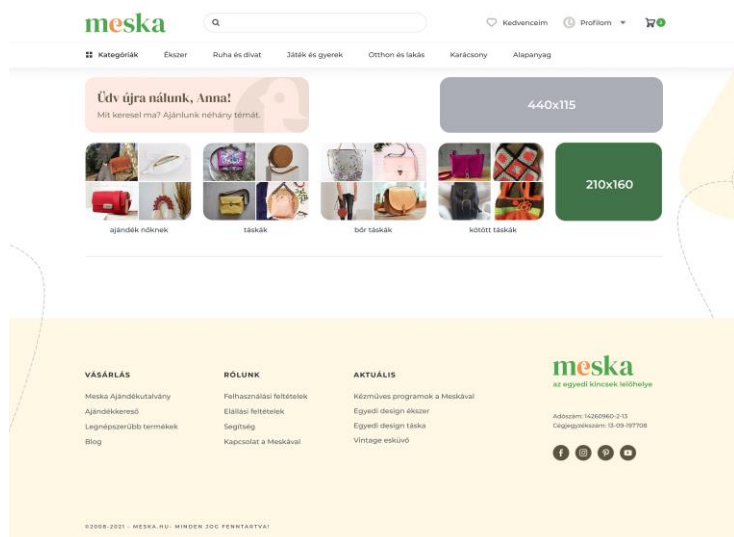 meska
Kedvenceim
Profilom
Kategóriák
Ékszer
Ruha és divat
Játék és gyerek
Otthon és lakás
Karácsony
Alapanyag
Üdv újra nálunk, Anna!
Mit keresel ma? Ajánlunk néhány témát.
440x115
210x160
ajándék nőknek
táskák
bőr táskák
kötött táskák
VÁSÁRLÁS
Meska Ajándékutalvány
Ajándékkereső
Legnépszerűbb termékek
Blog
RÓLUNK
Felhasználási feltételek
Elállási feltételek
Segítség
Kapcsolat a Meskával
AKTUÁLIS
Kézműves programok a Meskával
Egyedi design ékszer
Egyedi design táska
Vintage esküvő
meska
az egyedi kincsek lelőhelye
Adószám: 14260960-2-13
Cégjegyzékszám: 13-09-197708
©2008-2021 - MESKA.HU- MINDEN JOG FENNTARTVA!